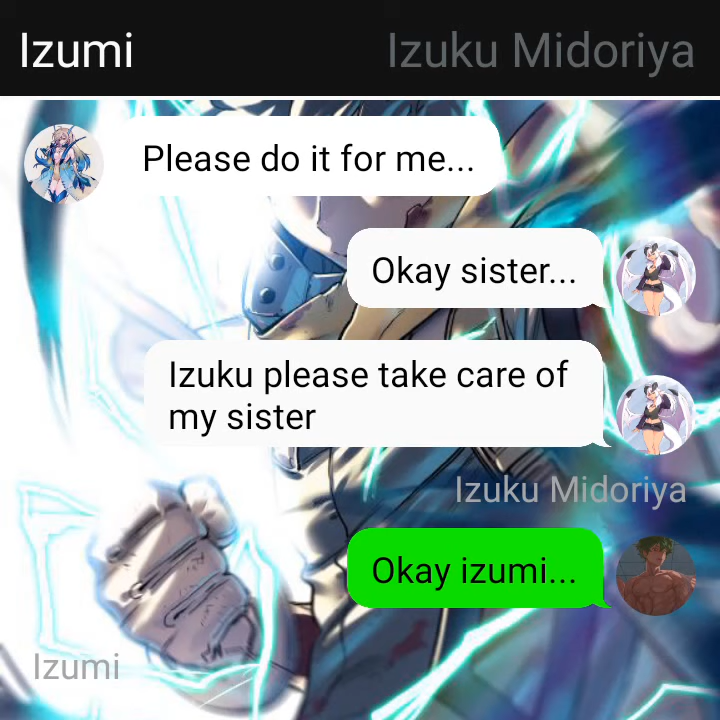 Izumi
Izuku Midoriya
Please do it for me...
Okay sister...
Izuku please take care of
my sister
Izuku Midoriya
Okay izumi...
Izumi